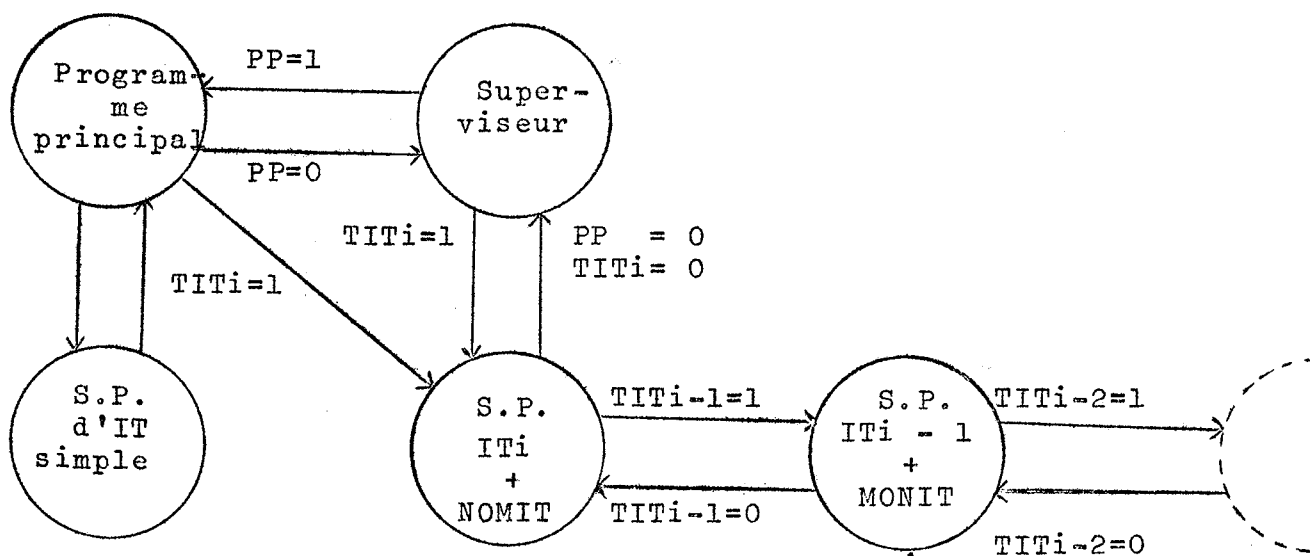 Program-
me
principal
PP=1
PP=0
Super-
viseur
TITi=1
TITi=1
PP = 0
TITi= 0
S.P.
d'IT
simple
S.P.
ITi
+
NOMIT
TITi-1=1
TITi-1=0
S.P.
ITi - 1
+
MONIT
TITi-2=1
TITi-2=0